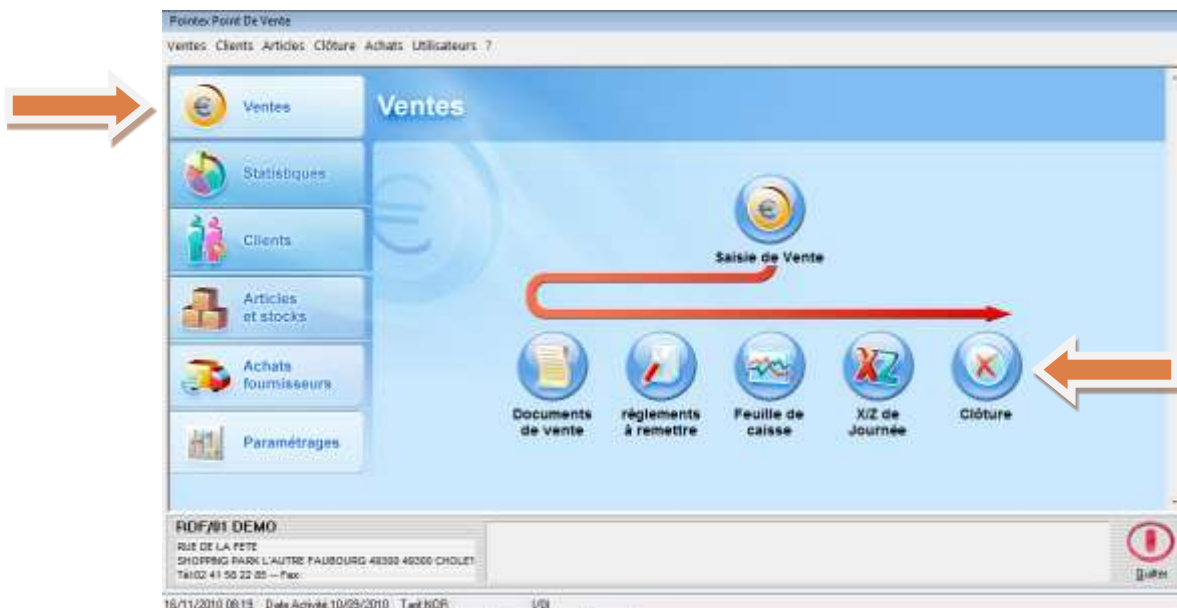 Pointex Point De Vente
Ventes Clients Articles Clôture Achats Utilisateurs ?
Ventes
Ventes
Statistiques
Clients
Articles
et stocks
Achats
fournisseurs
Paramétrages
Saisie de Vente
Documents
de vente
réglements
à remettre
Feuille de
caisse
X/Z de
Journée
Clôture
RDF/01 DEMO
RUE DE LA FETE
SHOPPING PARK L'AUTRE FAUBOURG 49300 49300 CHOLET
Tél:02 41 56 22 85 -- Fax:
Quitter
16/11/2010 08:19 Date Activité 10/09/2010 Tarif NOR